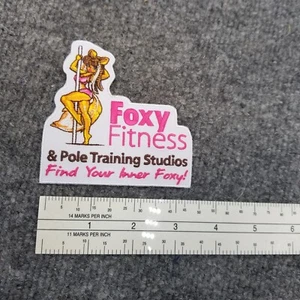 Foxy
Fitness
& Pole Training Studios
Find Your Inner Foxy!
14 MARKS PER INCH
1 2 3 4 5 6
11 MARKS PER INCH